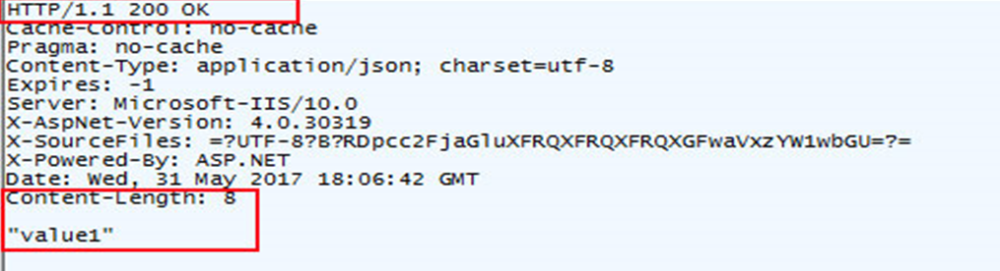 HTTP/1.1 200 OK
Cache-Control: no-cache
Pragma: no-cache
Content-Type: application/json; charset=utf-8
Expires: -1
Server: Microsoft-IIS/10.0
X-AspNet-Version: 4.0.30319
X-SourceFiles: =?UTF-8?B?RDpcc2FjaGluXFRQXFRQXFRQXGFwaVxzYW1wbGU=?=
X-Powered-By: ASP.NET
Date: Wed, 31 May 2017 18:06:42 GMT
Content-Length: 8
"value1"